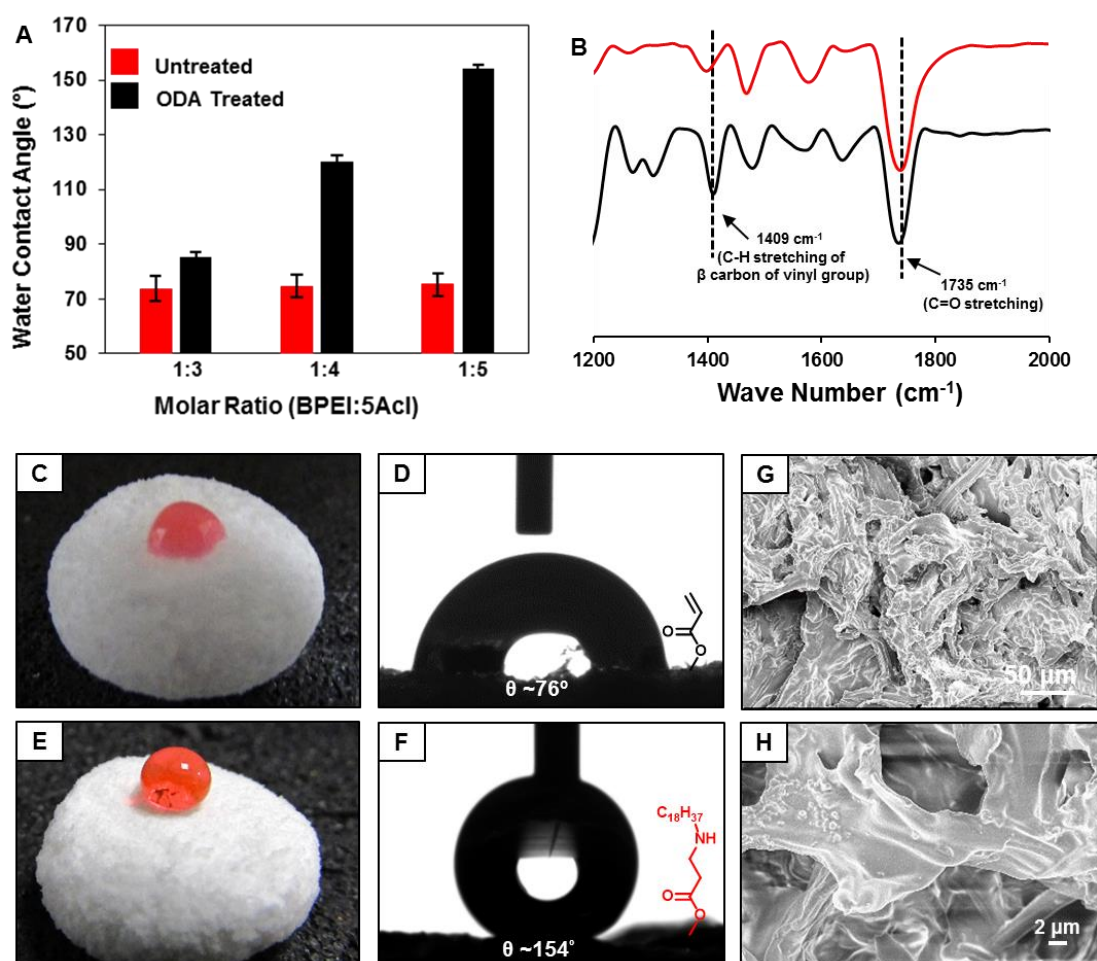 A
170
150
130
110
90
70
50
Water Contact Angle (°)
Untreated
ODA Treated
1:3
1:4
1:5
Molar Ratio (BPEI:5Acl)
B
1409 cm⁻¹
(C-H stretching of
β carbon of vinyl group)
1735 cm⁻¹
(C=O stretching)
1200
1400
1600
1800
2000
Wave Number (cm⁻¹)
C
D
O
O
θ ~76°
G
50 µm
E
F
C₁₈H₃₇
NH
O
O
θ ~154°
H
2 µm